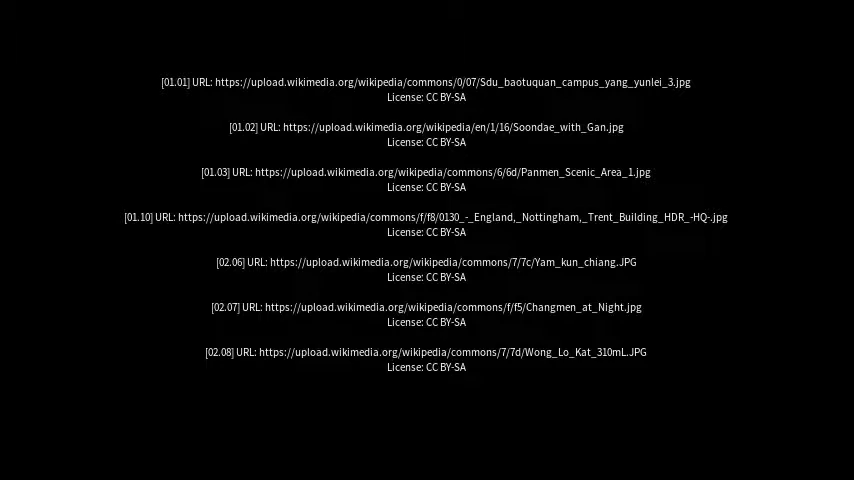 [01.01] URL: https://upload.wikimedia.org/wikipedia/commons/0/07/Sdu_baotuquan_campus_yang_yunlei_3.jpg
License: CC BY-SA
[01.02] URL: https://upload.wikimedia.org/wikipedia/en/1/16/Soondae_with_Gan.jpg
License: CC BY-SA
[01.03] URL: https://upload.wikimedia.org/wikipedia/commons/6/6d/Panmen_Scenic_Area_1.jpg
License: CC BY-SA
[01.10] URL: https://upload.wikimedia.org/wikipedia/commons/f/f8/0130_-_England,_Nottingham,_Trent_Building_HDR_-HQ-.jpg
License: CC BY-SA
[02.06] URL: https://upload.wikimedia.org/wikipedia/commons/7/7c/Yam_kun_chiang.JPG
License: CC BY-SA
[02.07] URL: https://upload.wikimedia.org/wikipedia/commons/f/f5/Changmen_at_Night.jpg
License: CC BY-SA
[02.08] URL: https://upload.wikimedia.org/wikipedia/commons/7/7d/Wong_Lo_Kat_310mL.JPG
License: CC BY-SA